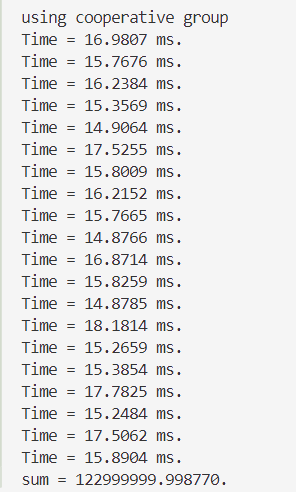 using cooperative group
Time = 16.9807 ms.
Time = 15.7676 ms.
Time = 16.2384 ms.
Time = 15.3569 ms.
Time = 14.9064 ms.
Time = 17.5255 ms.
Time = 15.8009 ms.
Time = 16.2152 ms.
Time = 15.7665 ms.
Time = 14.8766 ms.
Time = 16.8714 ms.
Time = 15.8259 ms.
Time = 14.8785 ms.
Time = 18.1814 ms.
Time = 15.2659 ms.
Time = 15.3854 ms.
Time = 17.7825 ms.
Time = 15.2484 ms.
Time = 17.5062 ms.
Time = 15.8904 ms.
sum = 122999999.998770.